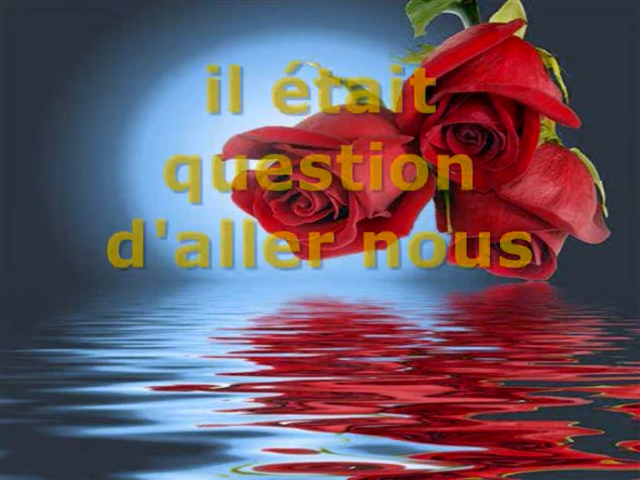 il était
question
d'aller nous